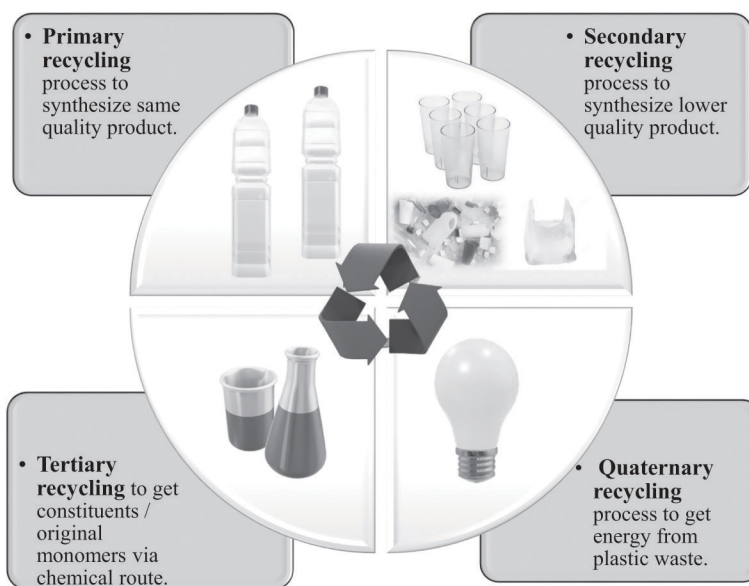 • Primary
recycling
process to
synthesize same
quality product.
• Secondary
recycling
process to
synthesize lower
quality product.
• Tertiary
recycling to get
constituents /
original
monomers via
chemical route.
• Quaternary
recycling
process to get
energy from
plastic waste.